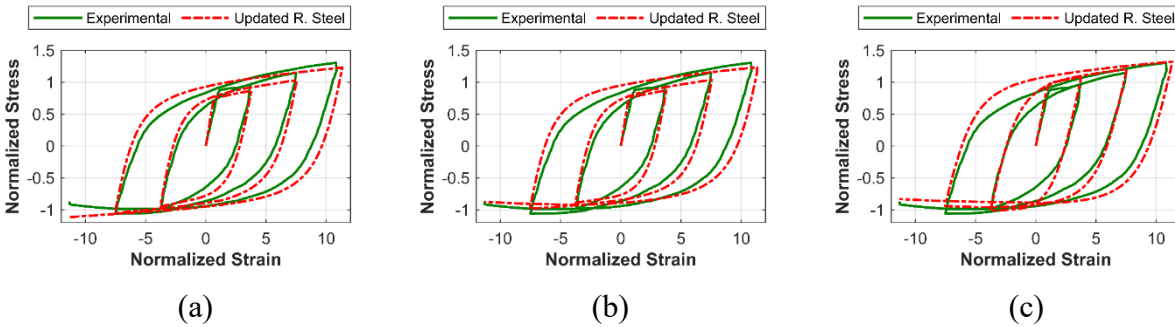 Experimental Updated R. Steel
1.5
1
0.5
0
-0.5
-1
-10 -5 0 5 10
Normalized Stress
Normalized Strain
(a)
Experimental Updated R. Steel
1.5
1
0.5
0
-0.5
-1
-10 -5 0 5 10
Normalized Stress
Normalized Strain
(b)
Experimental Updated R. Steel
1.5
1
0.5
0
-0.5
-1
-10 -5 0 5 10
Normalized Stress
Normalized Strain
(c)